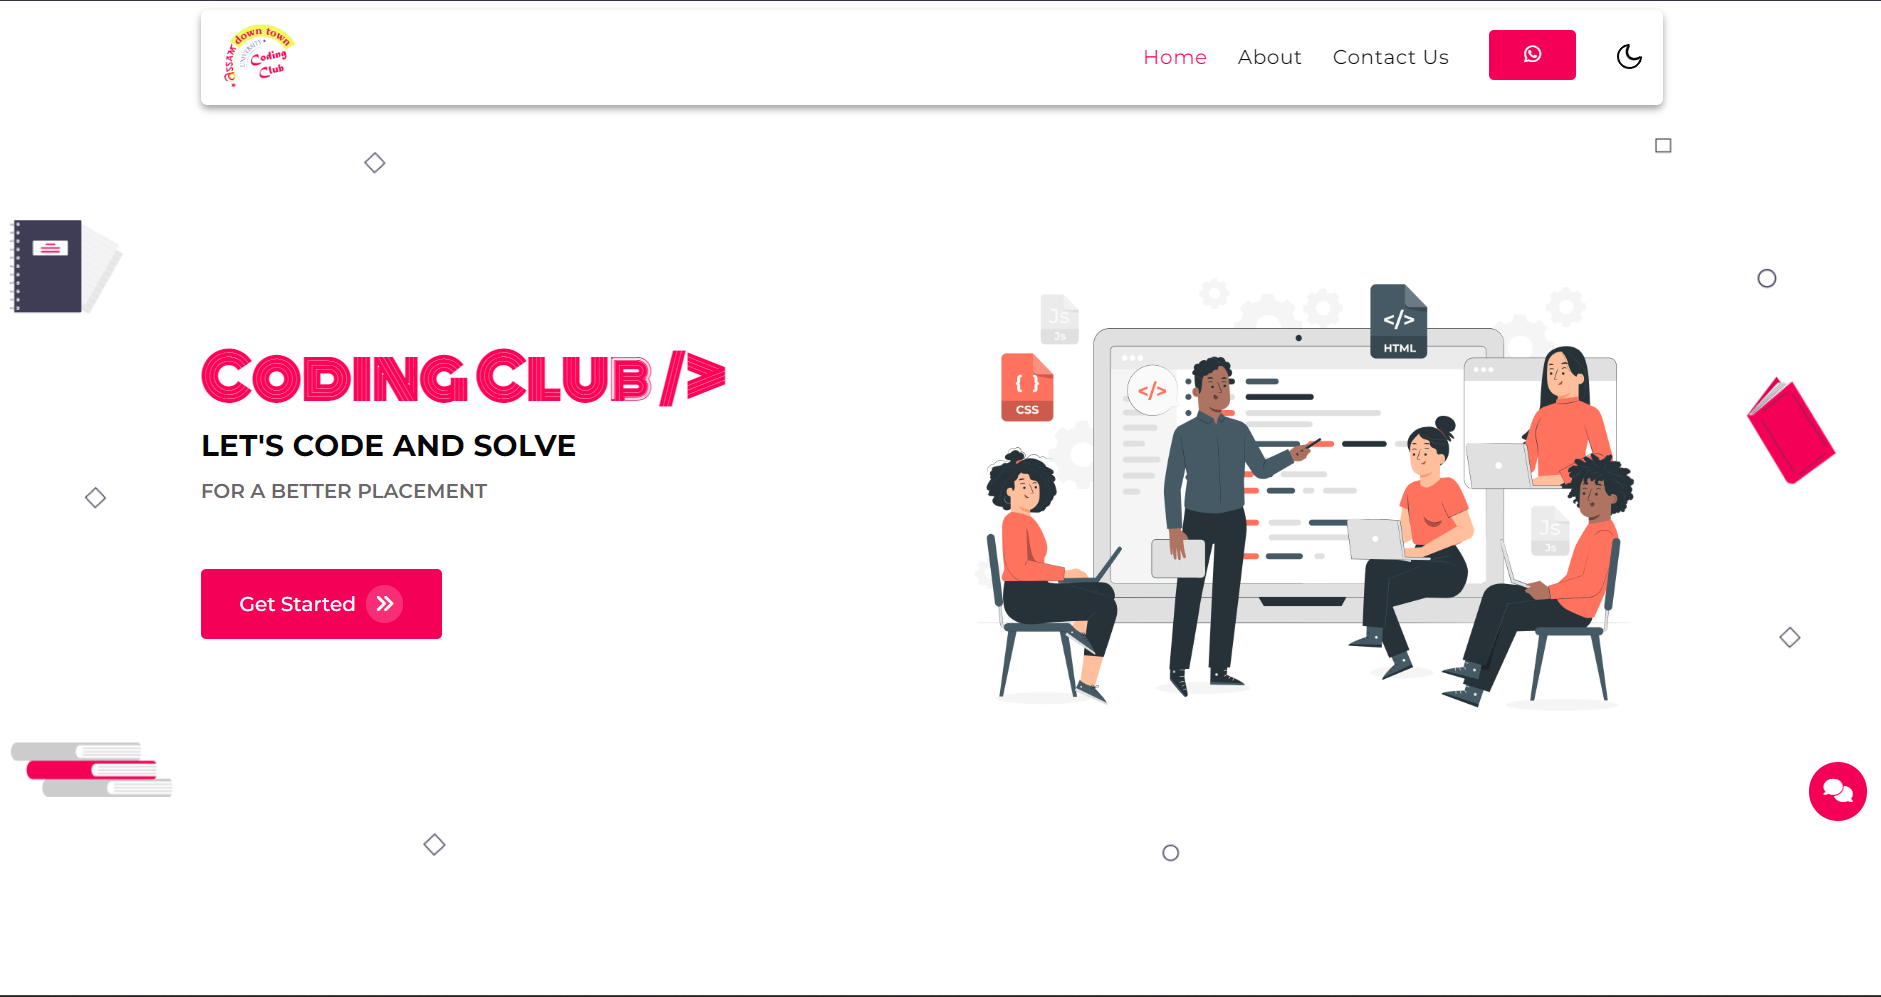 ASSAM down town
UNIVERSITY
Coding
Club
Home
About
Contact Us
CODING CLUB />
LET'S CODE AND SOLVE
FOR A BETTER PLACEMENT
Get Started
Js
Js
</>
HTML
{ }
CSS
</>
Js
Js